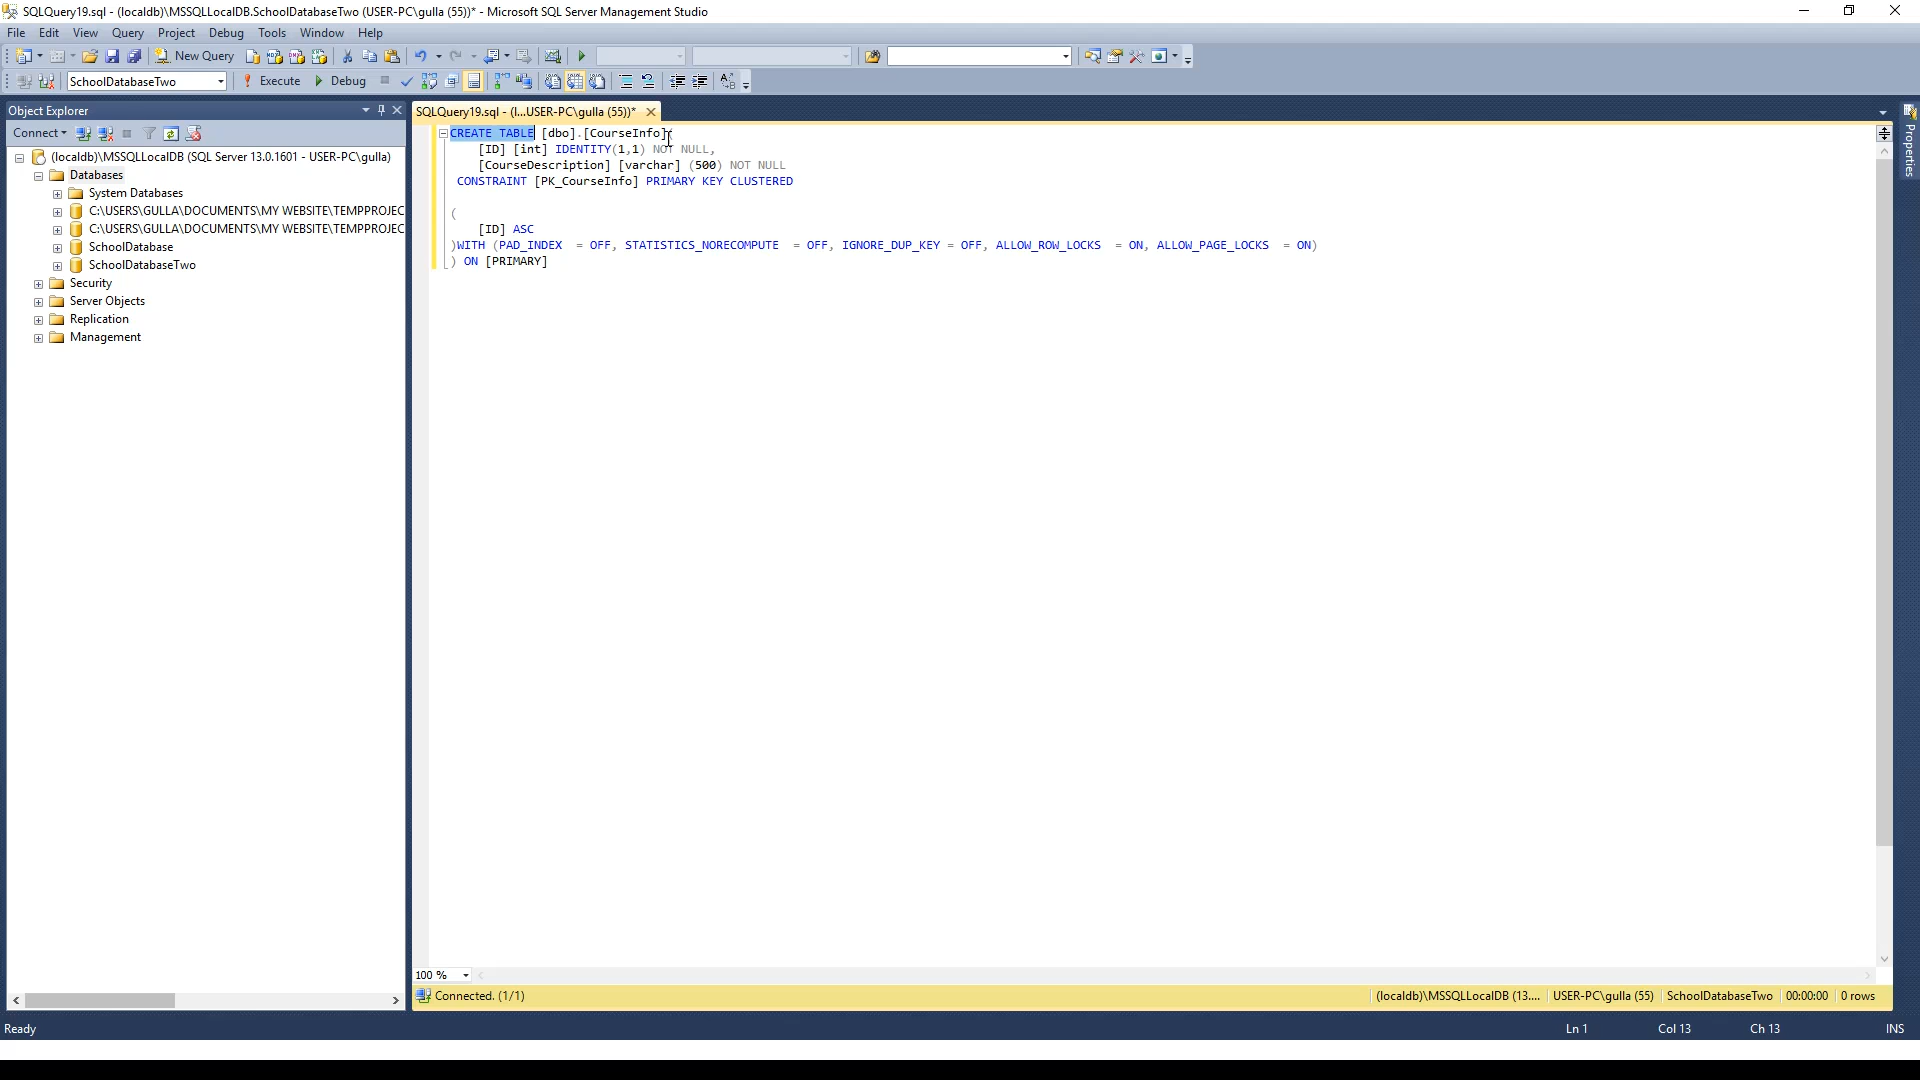 SQLQuery19.sql - (localdb)\MSSQLLocalDB.SchoolDatabaseTwo (USER-PC\gulla (55))* - Microsoft SQL Server Management Studio
File Edit View Query Project Debug Tools Window Help
New Query
SchoolDatabaseTwo Execute Debug
Object Explorer
Connect
(localdb)\MSSQLLocalDB (SQL Server 13.0.1601 - USER-PC\gulla)
Databases
System Databases
C:\USERS\GULLA\DOCUMENTS\MY WEBSITE\TEMPPROJEC
C:\USERS\GULLA\DOCUMENTS\MY WEBSITE\TEMPPROJEC
SchoolDatabase
SchoolDatabaseTwo
Security
Server Objects
Replication
Management
SQLQuery19.sql - (l...USER-PC\gulla (55))*
CREATE TABLE [dbo].[CourseInfo](
[ID] [int] IDENTITY(1,1) NOT NULL,
[CourseDescription] [varchar] (500) NOT NULL
CONSTRAINT [PK_CourseInfo] PRIMARY KEY CLUSTERED
(
[ID] ASC
)WITH (PAD_INDEX  = OFF, STATISTICS_NORECOMPUTE  = OFF, IGNORE_DUP_KEY = OFF, ALLOW_ROW_LOCKS  = ON, ALLOW_PAGE_LOCKS  = ON)
) ON [PRIMARY]
100 %
Connected. (1/1)
(localdb)\MSSQLLocalDB (13.... USER-PC\gulla (55) SchoolDatabaseTwo 00:00:00 0 rows
Ready
Ln 1 Col 13 Ch 13 INS
Properties